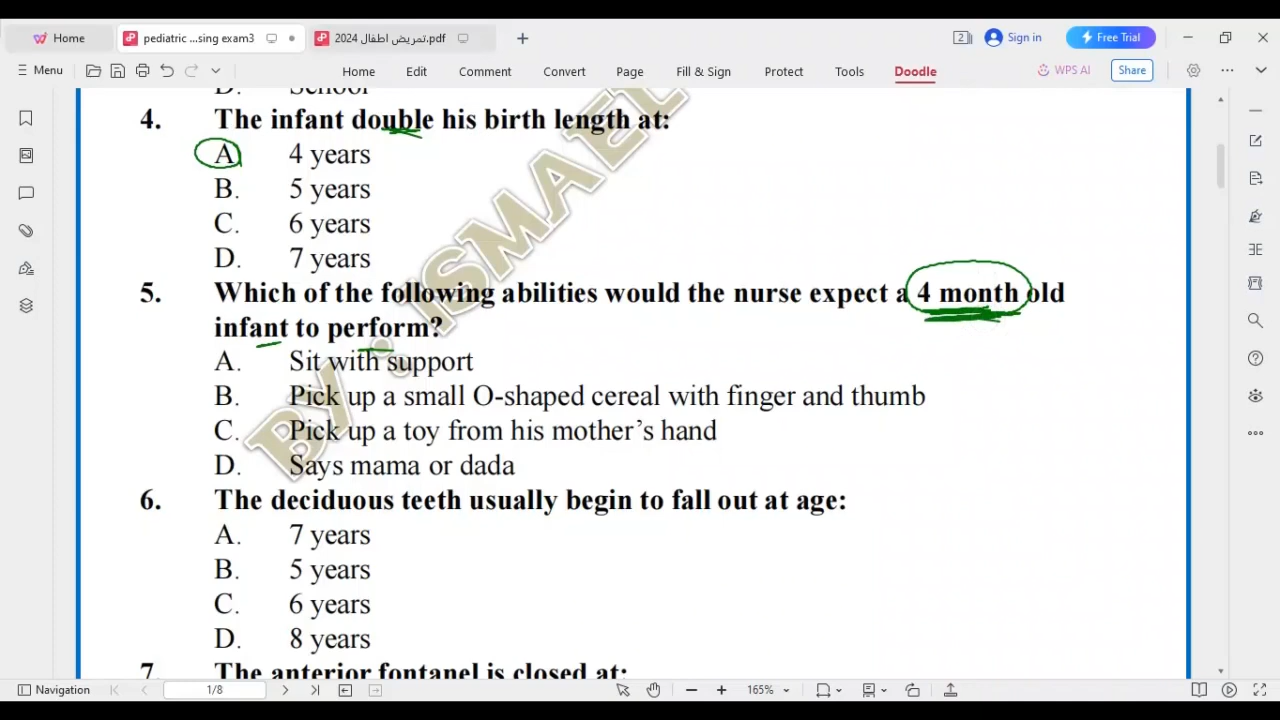 Home
pediatric ...sing exam3
تمريض اطفال 2024.pdf
2
Sign in
Free Trial
Menu
Home
Edit
Comment
Convert
Page
Fill & Sign
Protect
Tools
Doodle
WPS AI
Share
D. School
4. The infant double his birth length at:
A. 4 years
B. 5 years
C. 6 years
D. 7 years
5. Which of the following abilities would the nurse expect a 4 month old
infant to perform?
A. Sit with support
B. Pick up a small O-shaped cereal with finger and thumb
C. Pick up a toy from his mother’s hand
D. Says mama or dada
6. The deciduous teeth usually begin to fall out at age:
A. 7 years
B. 5 years
C. 6 years
D. 8 years
7. The anterior fontanel is closed at:
BY : ISMAEL
Navigation
1/8
165%